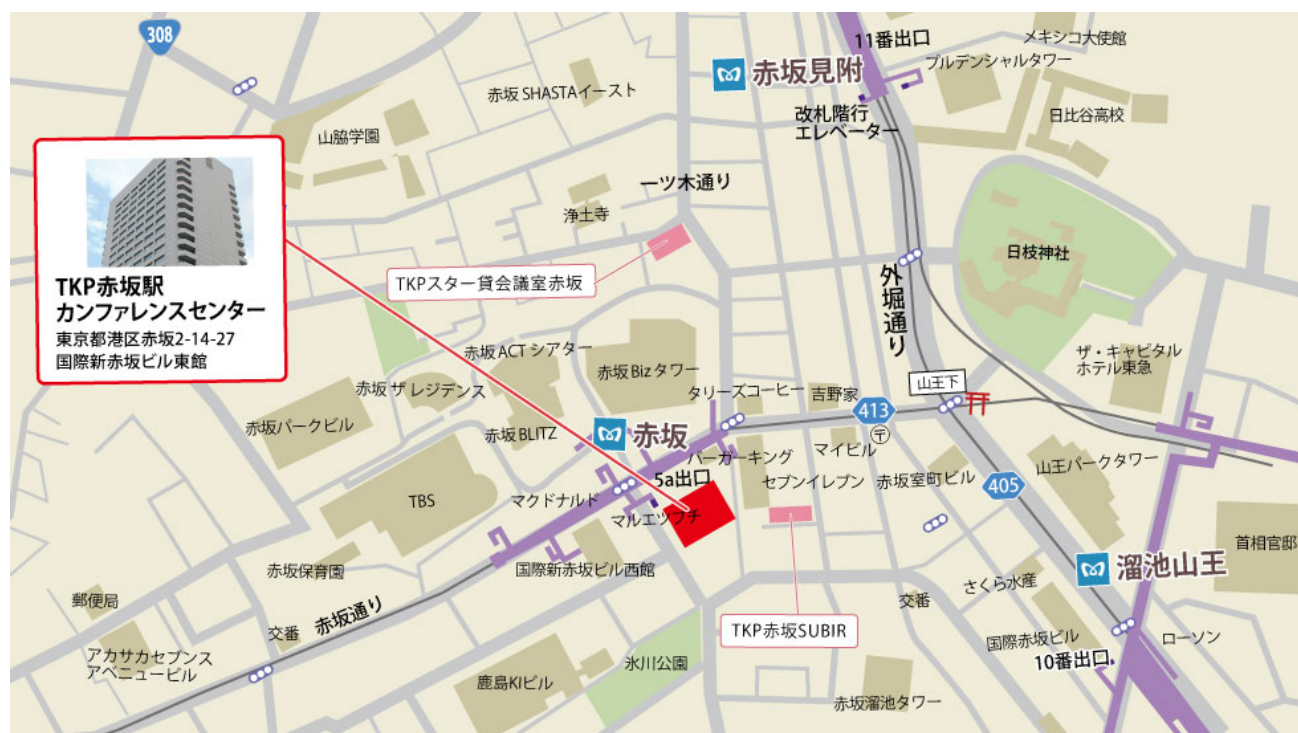 308
11番出口
メキシコ大使館
赤坂見附
プルデンシャルタワー
赤坂 SHASTAイースト
改札階行
エレベーター
日比谷高校
山脇学園
一ツ木通り
浄土寺
日枝神社
TKPスター貸会議室赤坂
外堀通り
TKP赤坂駅
カンファレンスセンター
東京都港区赤坂2-14-27
国際新赤坂ビル東館
赤坂 ACT シアター
赤坂 Biz タワー
ザ・キャピタル
ホテル東急
赤坂 ザ レジデンス
タリーズコーヒー
吉野家
山王下
413
〒
赤坂パークビル
赤坂 BLITZ
赤坂
バーガーキング
マイビル
山王パークタワー
5a出口
セブンイレブン
赤坂室町ビル
405
TBS
マクドナルド
マルエツプチ
首相官邸
赤坂保育園
国際新赤坂ビル西館
溜池山王
さくら水産
郵便局
赤坂通り
交番
交番
TKP赤坂SUBIR
アカサカセブンス
アベニュービル
国際赤坂ビル
ローソン
10番出口
氷川公園
鹿島KIビル
赤坂溜池タワー